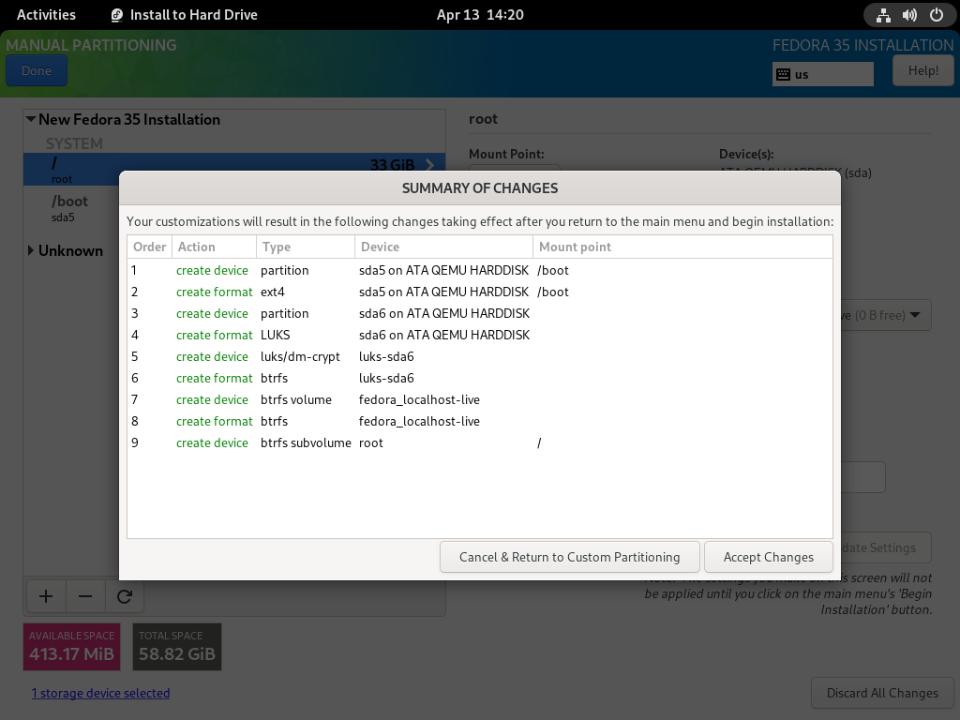 Activities Install to Hard Drive Apr 13 14:20
MANUAL PARTITIONING FEDORA 35 INSTALLATION
Done us Help!
New Fedora 35 Installation root
SYSTEM
/ 33 GiB Mount Point: Device(s):
root (sda)
/boot
sda5
Unknown
SUMMARY OF CHANGES
Your customizations will result in the following changes taking effect after you return to the main menu and begin installation:
Order Action Type Device Mount point
1 create device partition sda5 on ATA QEMU HARDDISK /boot
2 create format ext4 sda5 on ATA QEMU HARDDISK /boot
3 create device partition sda6 on ATA QEMU HARDDISK
4 create format LUKS sda6 on ATA QEMU HARDDISK
5 create device luks/dm-crypt luks-sda6
6 create format btrfs luks-sda6
7 create device btrfs volume fedora_localhost-live
8 create format btrfs fedora_localhost-live
9 create device btrfs subvolume root /
(0 B free)
Cancel & Return to Custom Partitioning Accept Changes
Settings
this screen will not
be applied until you click on the main menu's 'Begin
Installation' button.
AVAILABLE SPACE TOTAL SPACE
413.17 MiB 58.82 GiB
1 storage device selected Discard All Changes